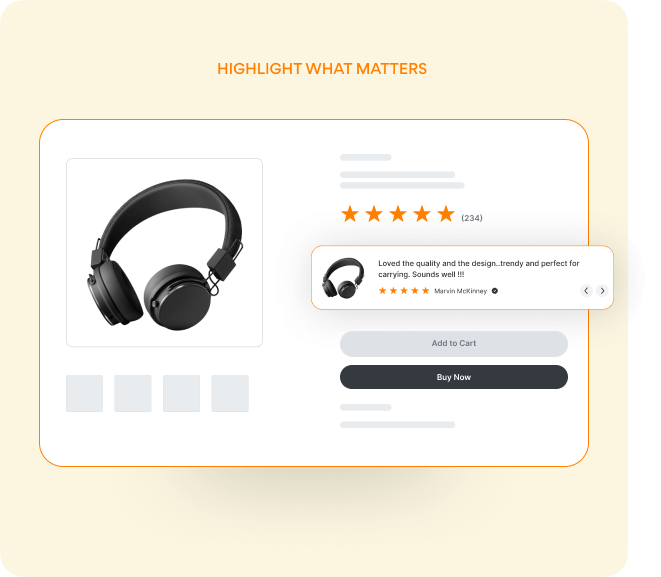 HIGHLIGHT WHAT MATTERS
(234)
Loved the quality and the design..trendy and perfect for
carrying. Sounds well !!!
Marvin McKinney
Add to Cart
Buy Now